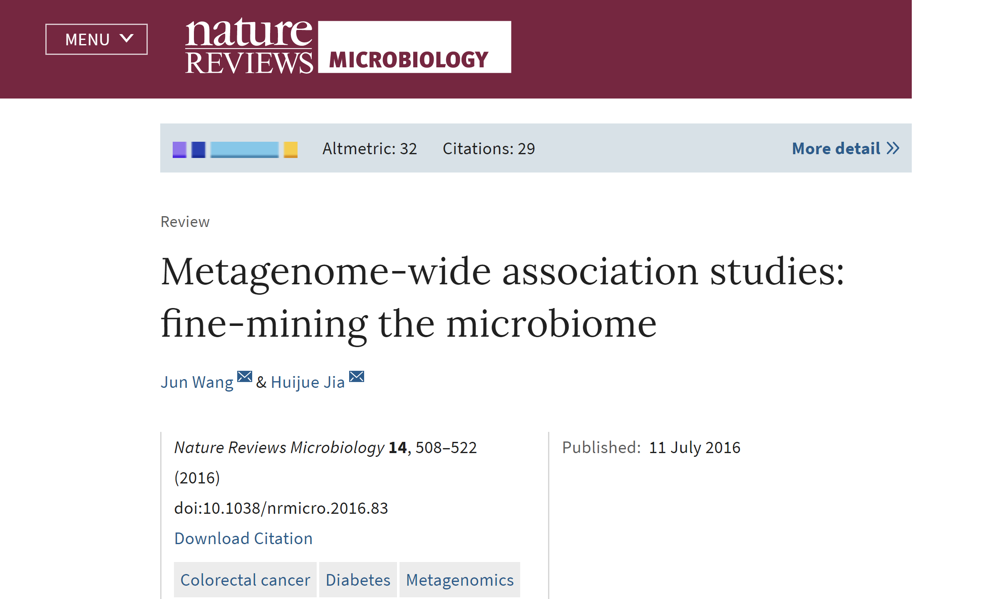 MENU
nature
REVIEWS MICROBIOLOGY
Altmetric: 32 Citations: 29 More detail
Review
Metagenome-wide association studies:
fine-mining the microbiome
Jun Wang & Huijue Jia
Nature Reviews Microbiology 14, 508–522
(2016)
doi:10.1038/nrmicro.2016.83
Download Citation
Colorectal cancer Diabetes Metagenomics
Published: 11 July 2016